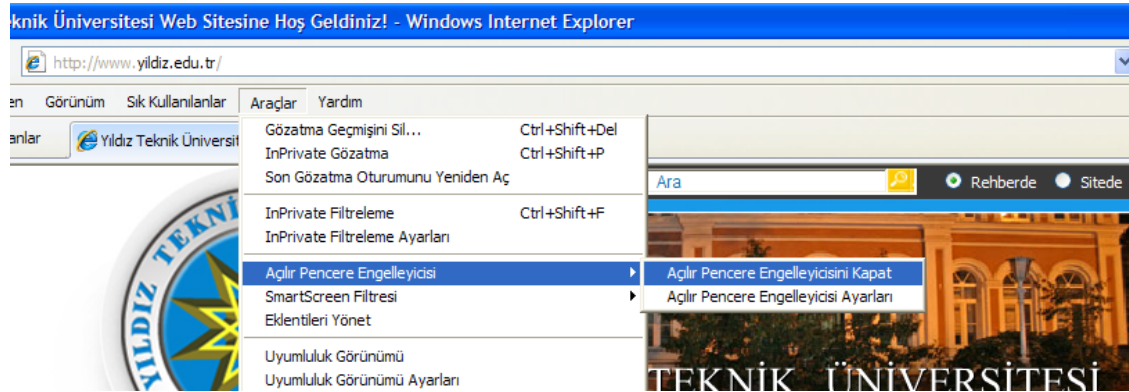 eknik Üniversitesi Web Sitesine Hoş Geldiniz! - Windows Internet Explorer
http://www.yildiz.edu.tr/
en Görünüm Sık Kullanılanlar Araçlar Yardım
anlar Yıldız Teknik Üniversit
Gözatma Geçmişini Sil... Ctrl+Shift+Del
InPrivate Gözatma Ctrl+Shift+P
Son Gözatma Oturumunu Yeniden Aç
Ara Rehberde Sitede
InPrivate Filtreleme Ctrl+Shift+F
InPrivate Filtreleme Ayarları
Açılır Pencere Engelleyicisi Açılır Pencere Engelleyicisini Kapat
SmartScreen Filtresi Açılır Pencere Engelleyicisi Ayarları
Eklentileri Yönet
Uyumluluk Görünümü
Uyumluluk Görünümü Ayarları
YILDIZ TEKNİ
TEKNİK ÜNİVERSİTESİ